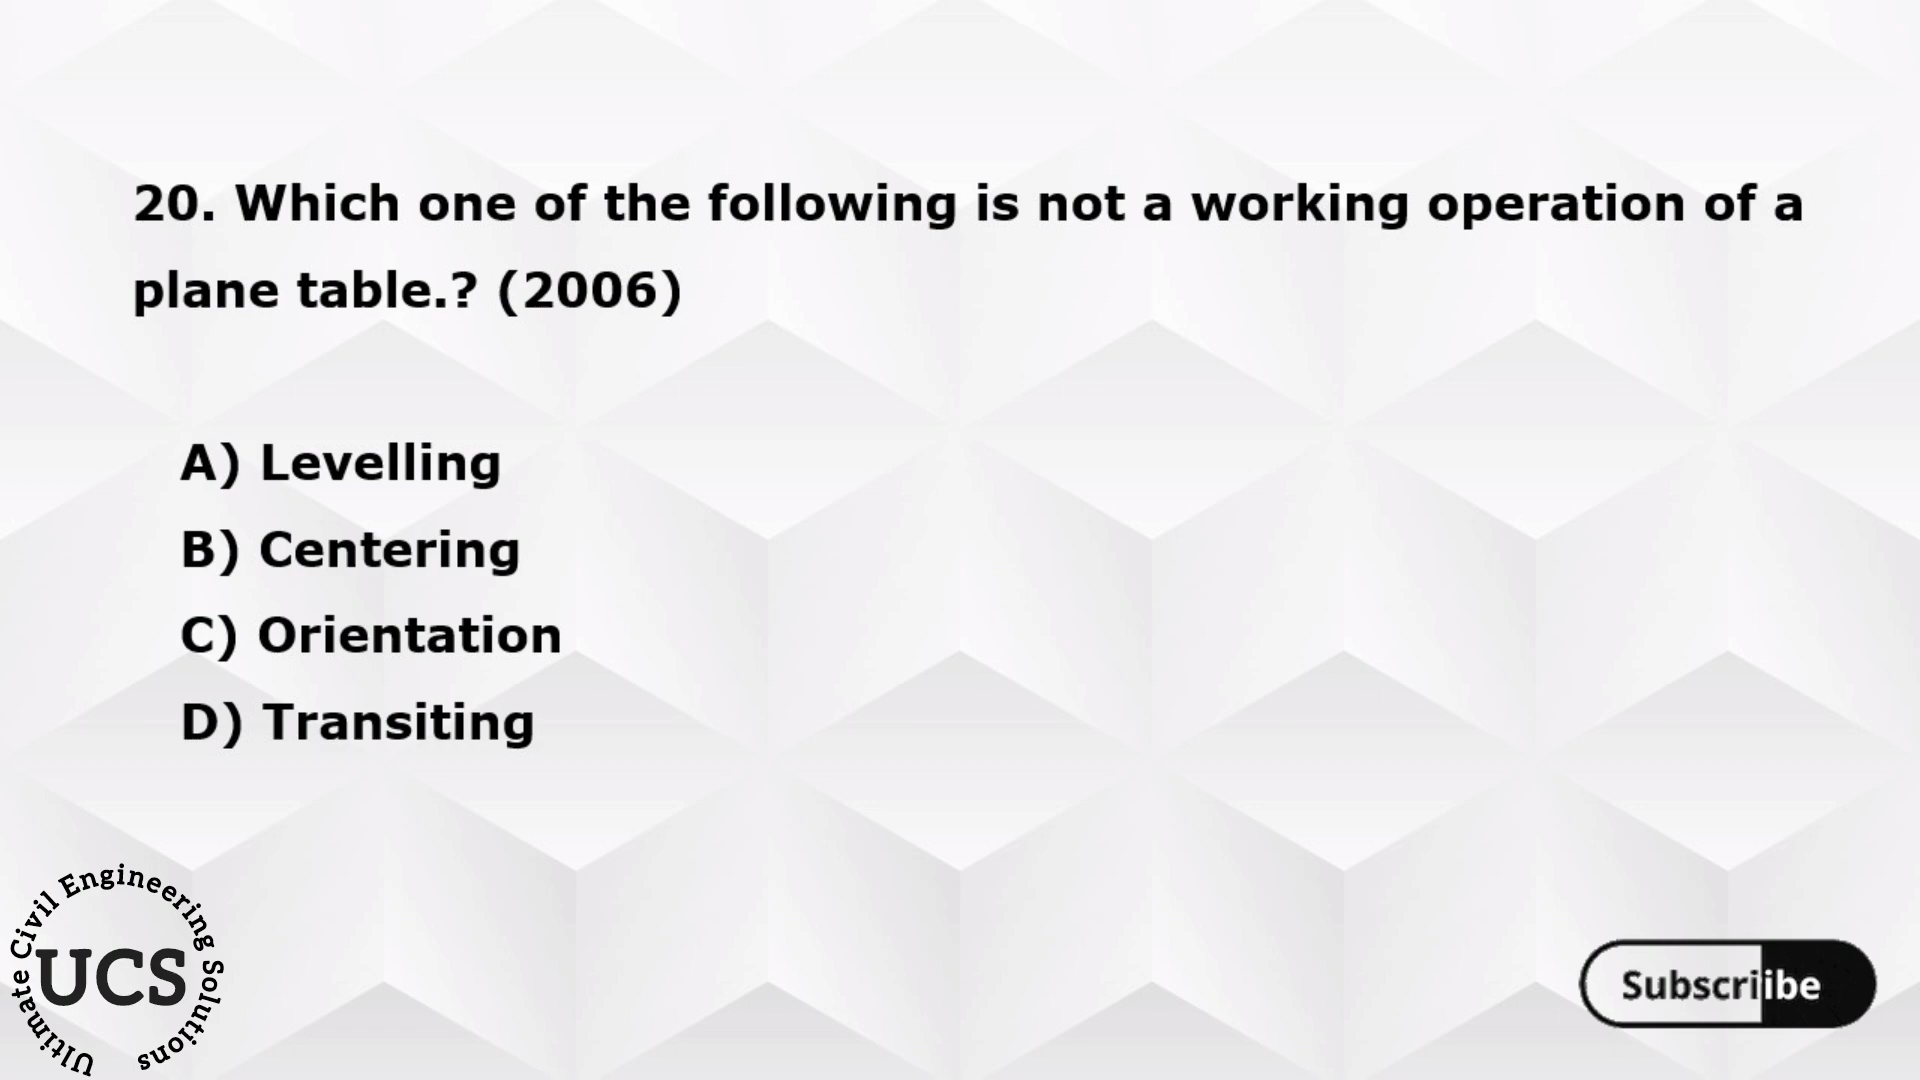 20. Which one of the following is not a working operation of a
plane table.? (2006)
A) Levelling
B) Centering
C) Orientation
D) Transiting
Ultimate Civil Engineering Solutions
UCS
Subscriibe